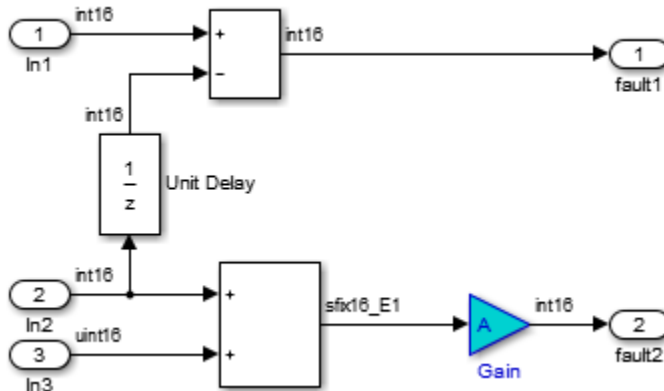 int16
1
In1
+
−
int16
1
fault1
int16
1
z
Unit Delay
int16
2
In2
+
sfix16_E1
A
Gain
int16
2
fault2
uint16
3
In3
+